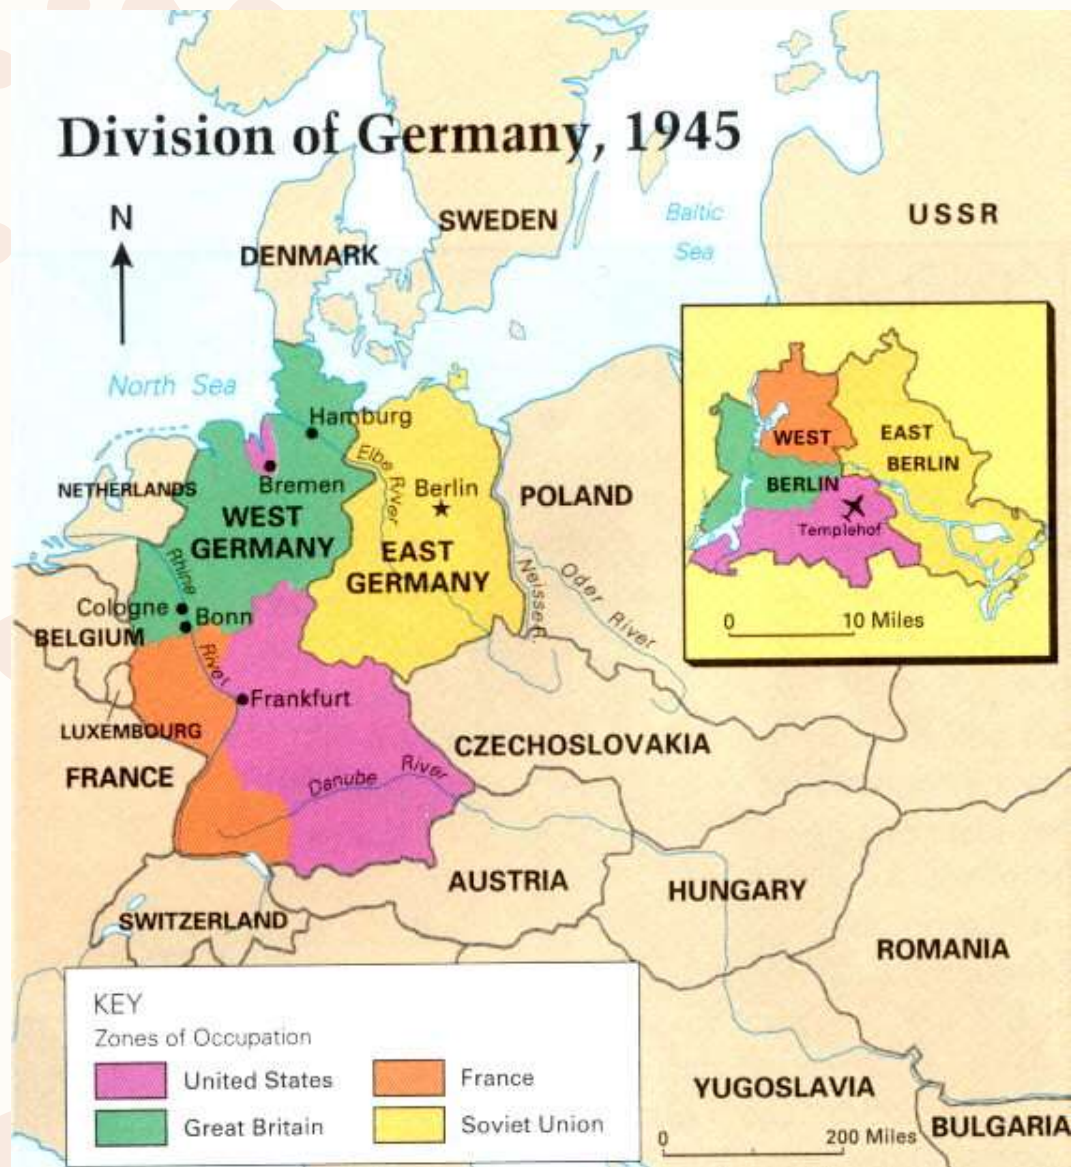 Division of Germany, 1945
N
SWEDEN
Baltic
Sea
USSR
DENMARK
North Sea
Hamburg
Elbe River
Bremen
Berlin
NETHERLANDS
WEST
GERMANY
EAST
GERMANY
POLAND
Rhine River
Neisse R.
Oder River
Cologne
Bonn
BELGIUM
LUXEMBOURG
Frankfurt
FRANCE
CZECHOSLOVAKIA
Danube River
AUSTRIA
HUNGARY
SWITZERLAND
ROMANIA
YUGOSLAVIA
BULGARIA
0 200 Miles
WEST
BERLIN
EAST
BERLIN
Templehof
0 10 Miles
KEY
Zones of Occupation
United States
France
Great Britain
Soviet Union